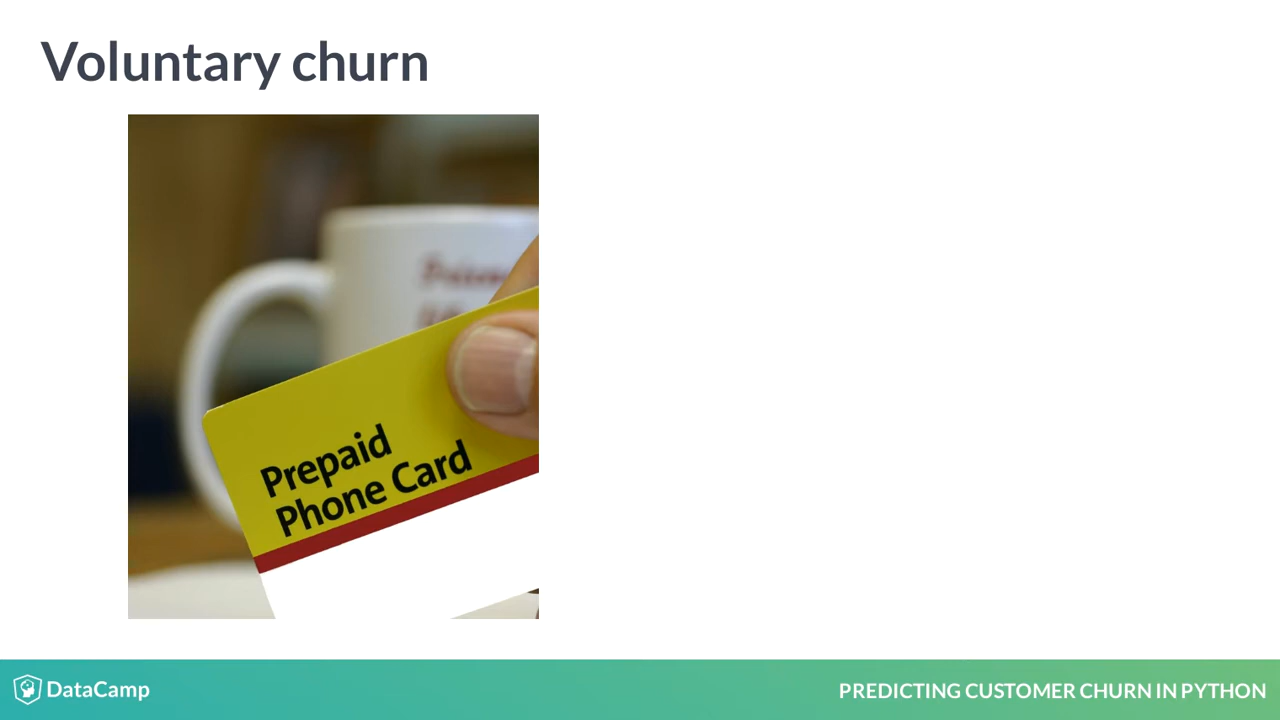 Voluntary churn
Prepaid
Phone Card
DataCamp
PREDICTING CUSTOMER CHURN IN PYTHON